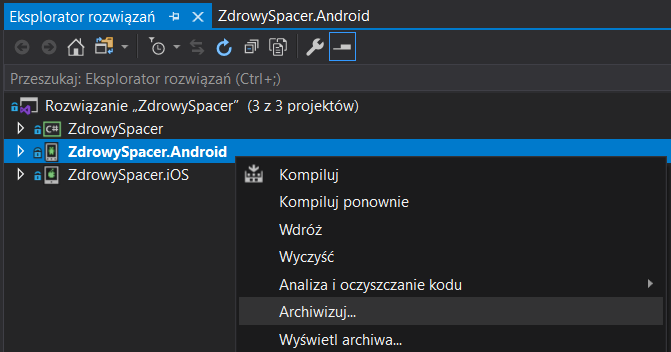 Eksplorator rozwiązań
ZdrowySpacer.Android
Przeszukaj: Eksplorator rozwiązań (Ctrl+;)
Rozwiązanie „ZdrowySpacer” (3 z 3 projektów)
C# ZdrowySpacer
ZdrowySpacer.Android
ZdrowySpacer.iOS
Kompiluj
Kompiluj ponownie
Wdróż
Wyczyść
Analiza i oczyszczanie kodu
Archiwizuj...
Wyświetl archiwa...